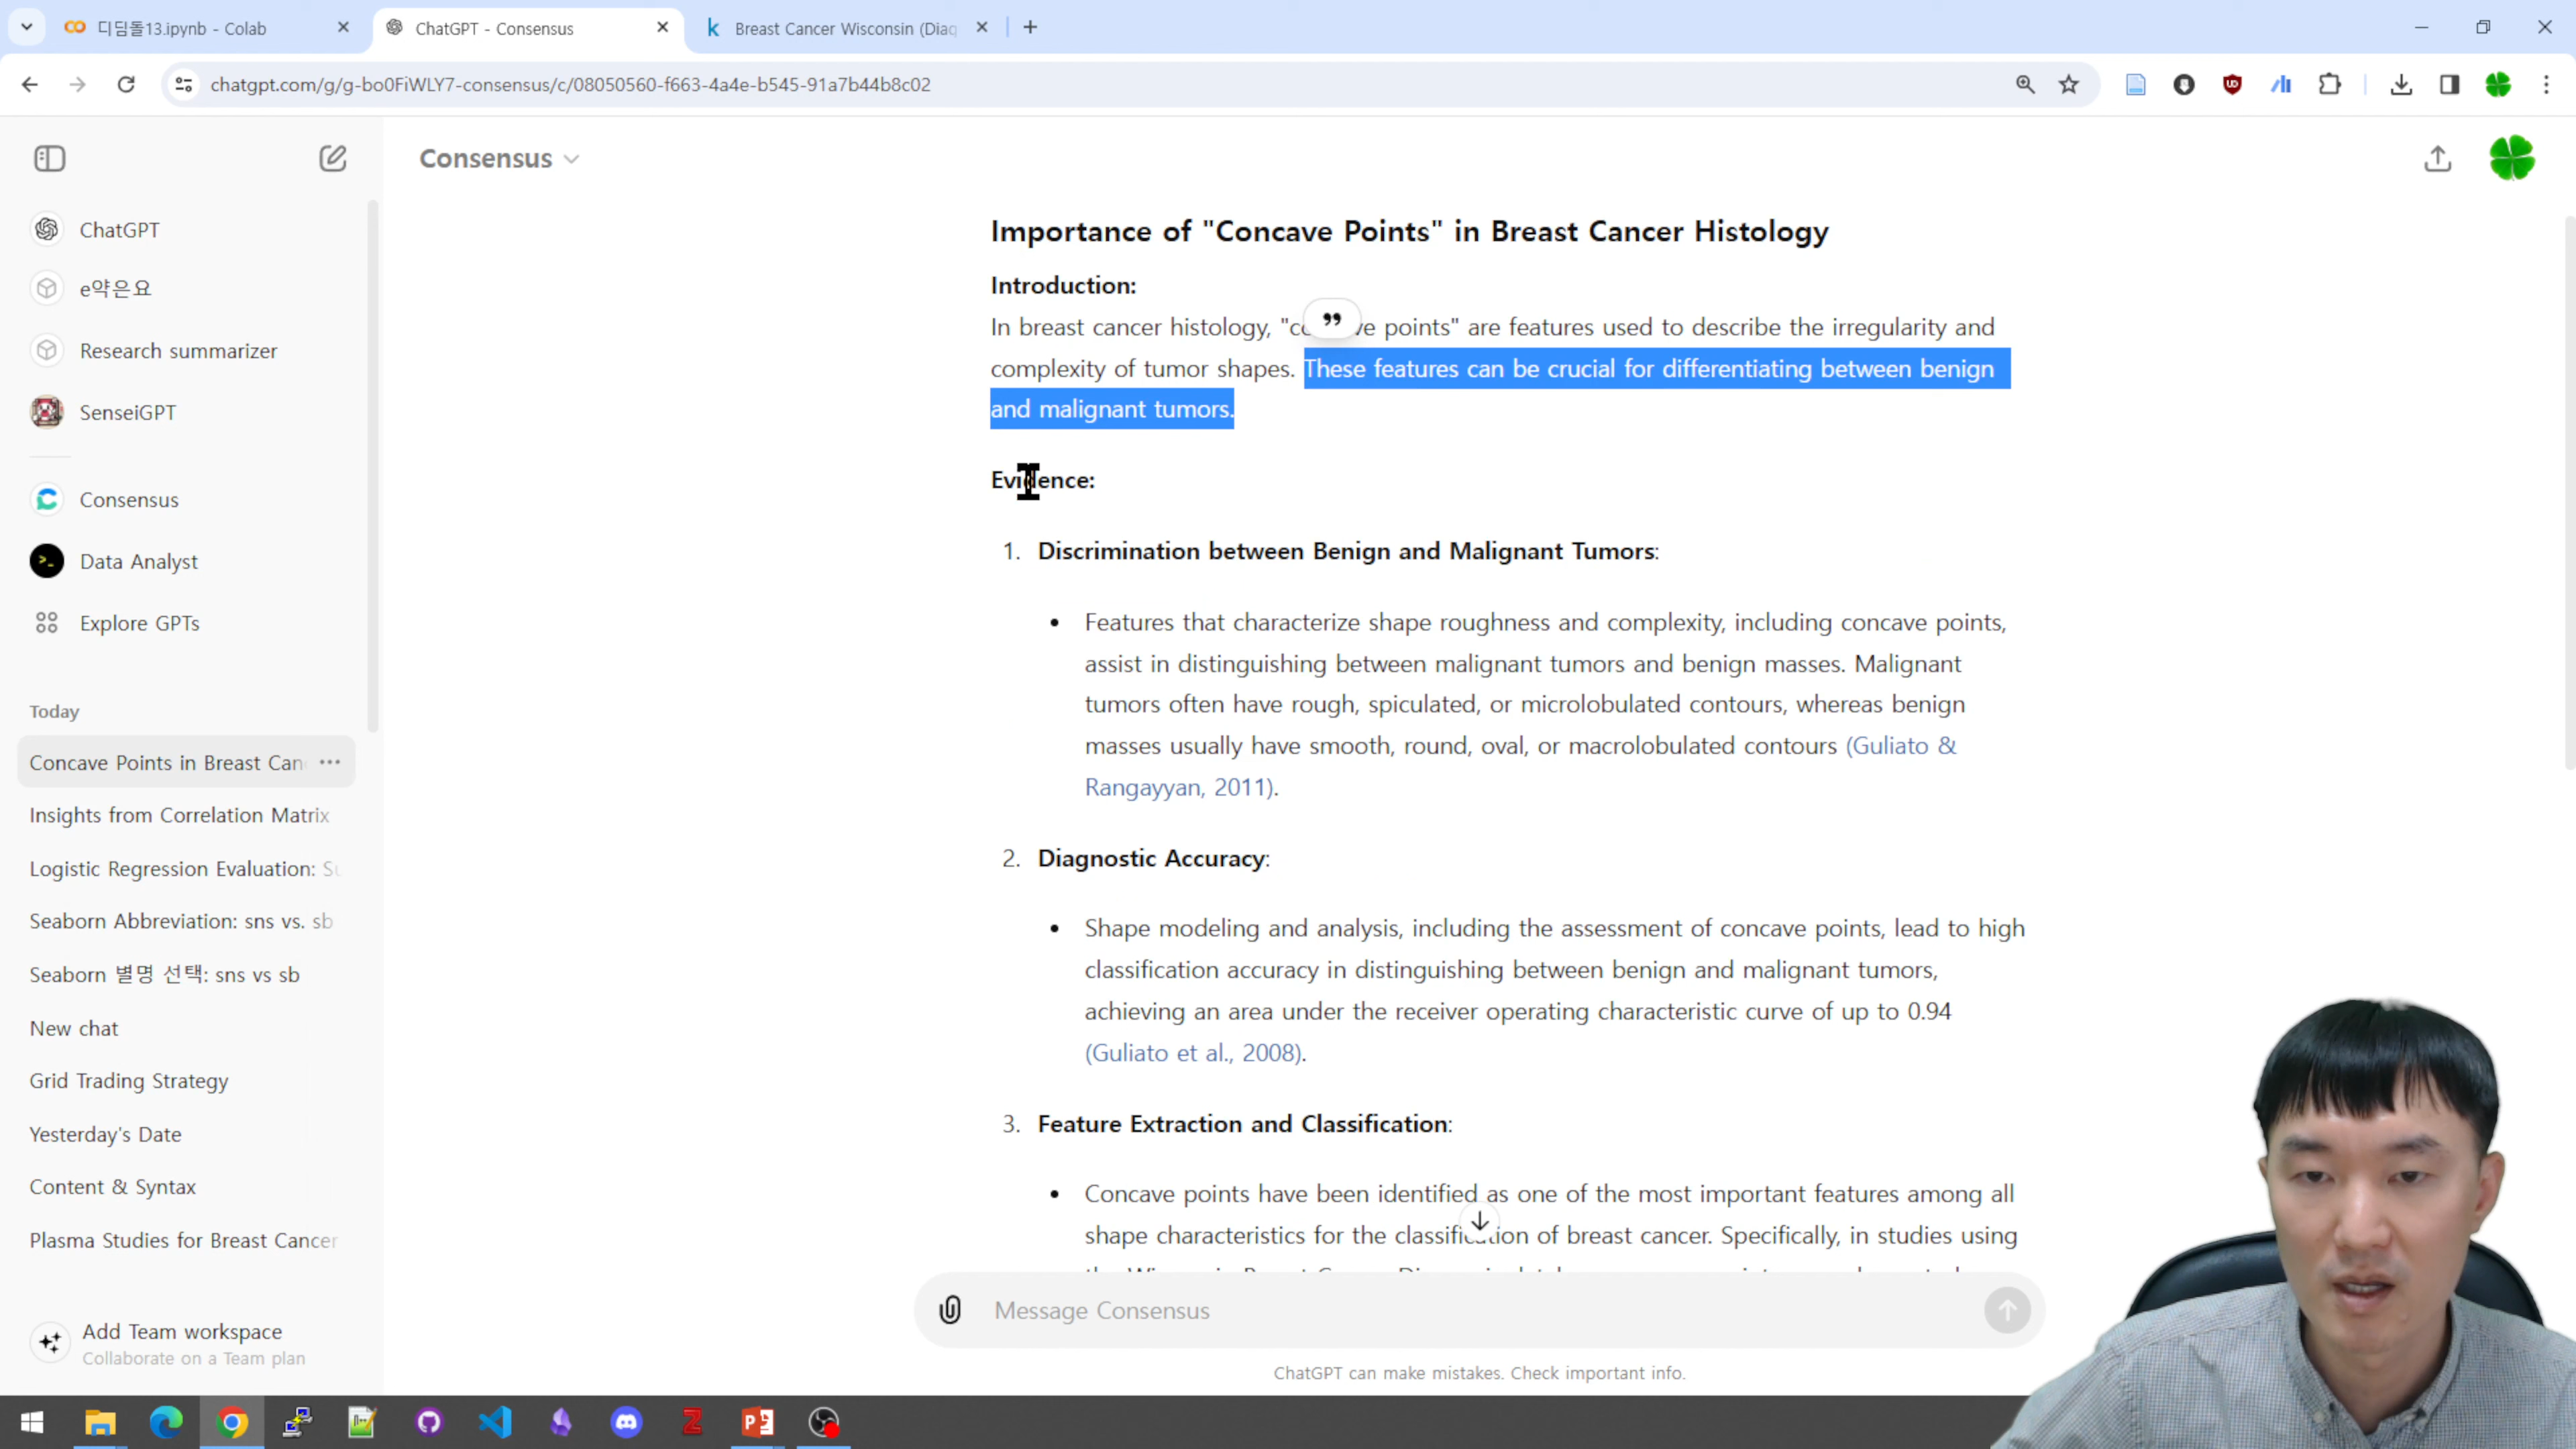 디딤돌13.ipynb - Colab
ChatGPT - Consensus
Breast Cancer Wisconsin (Diag
chatgpt.com/g/g-bo0FiWLY7-consensus/c/08050560-f663-4a4e-b545-91a7b44b8c02
Consensus
ChatGPT
e약은요
Research summarizer
SenseiGPT
Consensus
Data Analyst
Explore GPTs
Today
Concave Points in Breast Can
Insights from Correlation Matrix
Logistic Regression Evaluation: Su
Seaborn Abbreviation: sns vs. sb
Seaborn 별명 선택: sns vs sb
New chat
Grid Trading Strategy
Yesterday's Date
Content & Syntax
Plasma Studies for Breast Cancer
Add Team workspace
Collaborate on a Team plan
Importance of "Concave Points" in Breast Cancer Histology
Introduction:
In breast cancer histology, points" are features used to describe the irregularity and
complexity of tumor shapes. These features can be crucial for differentiating between benign
and malignant tumors.
Evidence:
1. Discrimination between Benign and Malignant Tumors:
• Features that characterize shape roughness and complexity, including concave points,
assist in distinguishing between malignant tumors and benign masses. Malignant
tumors often have rough, spiculated, or microlobulated contours, whereas benign
masses usually have smooth, round, oval, or macrolobulated contours (Guliato &
Rangayyan, 2011).
2. Diagnostic Accuracy:
• Shape modeling and analysis, including the assessment of concave points, lead to high
classification accuracy in distinguishing between benign and malignant tumors,
achieving an area under the receiver operating characteristic curve of up to 0.94
(Guliato et al., 2008).
3. Feature Extraction and Classification:
• Concave points have been identified as one of the most important features among all
shape characteristics for the classification of breast cancer. Specifically, in studies using
Message Consensus
ChatGPT can make mistakes. Check important info.